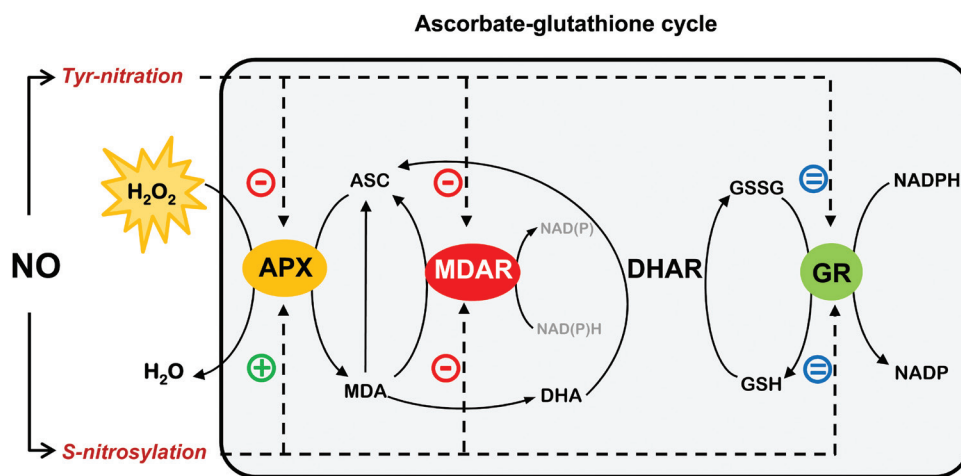 Ascorbate-glutathione cycle
Tyr-nitration
H₂O₂
-
ASC
-
GSSG
=
NADPH
NAD(P)
NO
APX
MDAR
DHAR
GR
NAD(P)H
H₂O
+
MDA
-
DHA
GSH
=
NADP
S-nitrosylation